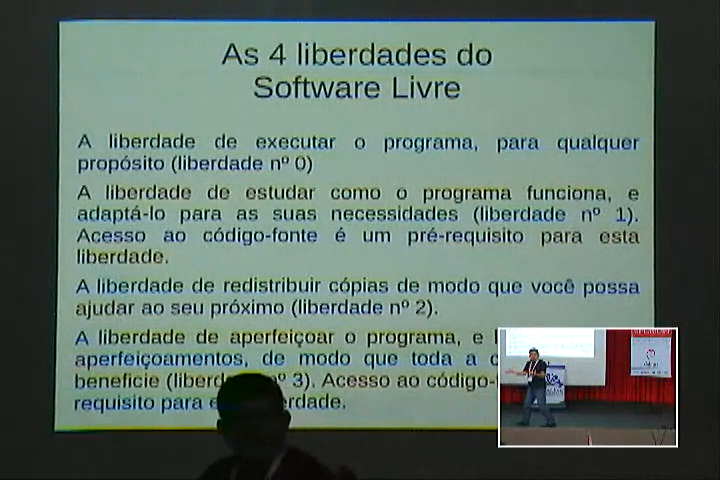 As 4 liberdades do
Software Livre
A liberdade de executar o programa, para qualquer
propósito (liberdade nº 0)
A liberdade de estudar como o programa funciona, e
adaptá-lo para as suas necessidades (liberdade nº 1).
Acesso ao código-fonte é um pré-requisito para esta
liberdade.
A liberdade de redistribuir cópias de modo que você possa
ajudar ao seu próximo (liberdade nº 2).
A liberdade de aperfeiçoar o programa, e
aperfeiçoamentos, de modo que toda a
beneficie nº 3). Acesso ao código-
requisito para